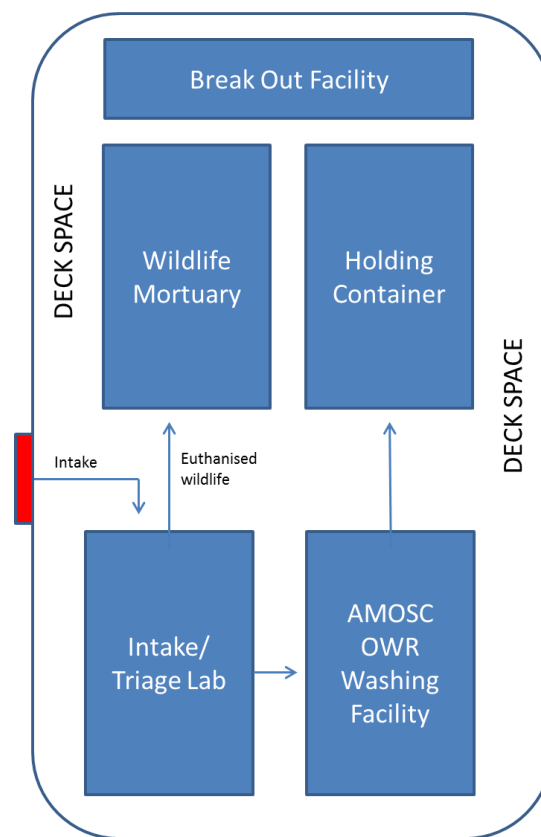 Break Out Facility
DECK SPACE
Wildlife
Mortuary
Holding
Container
DECK SPACE
Intake
Euthanised
wildlife
Intake/
Triage Lab
AMOSC
OWR
Washing
Facility